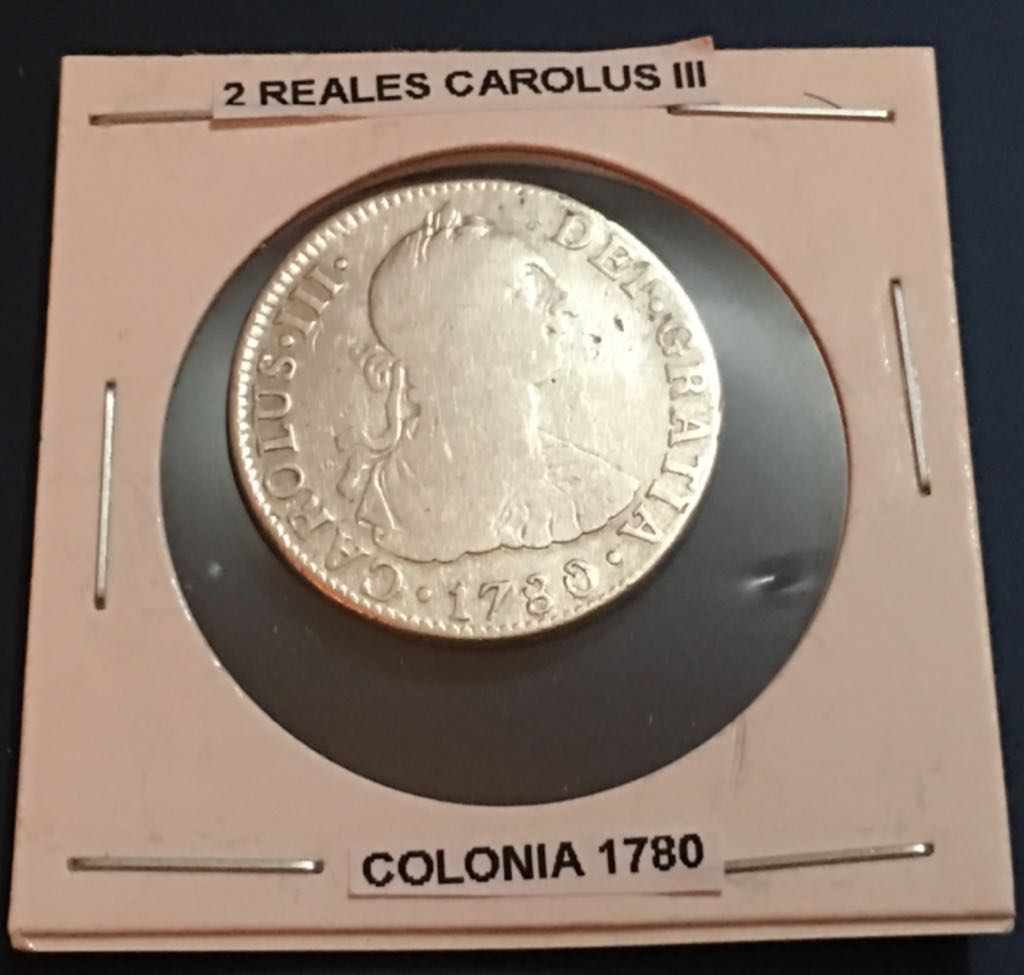 2 REALES CAROLUS III
CAROLUS·III· ·DEI·GRATIA·
·1780·
COLONIA 1780